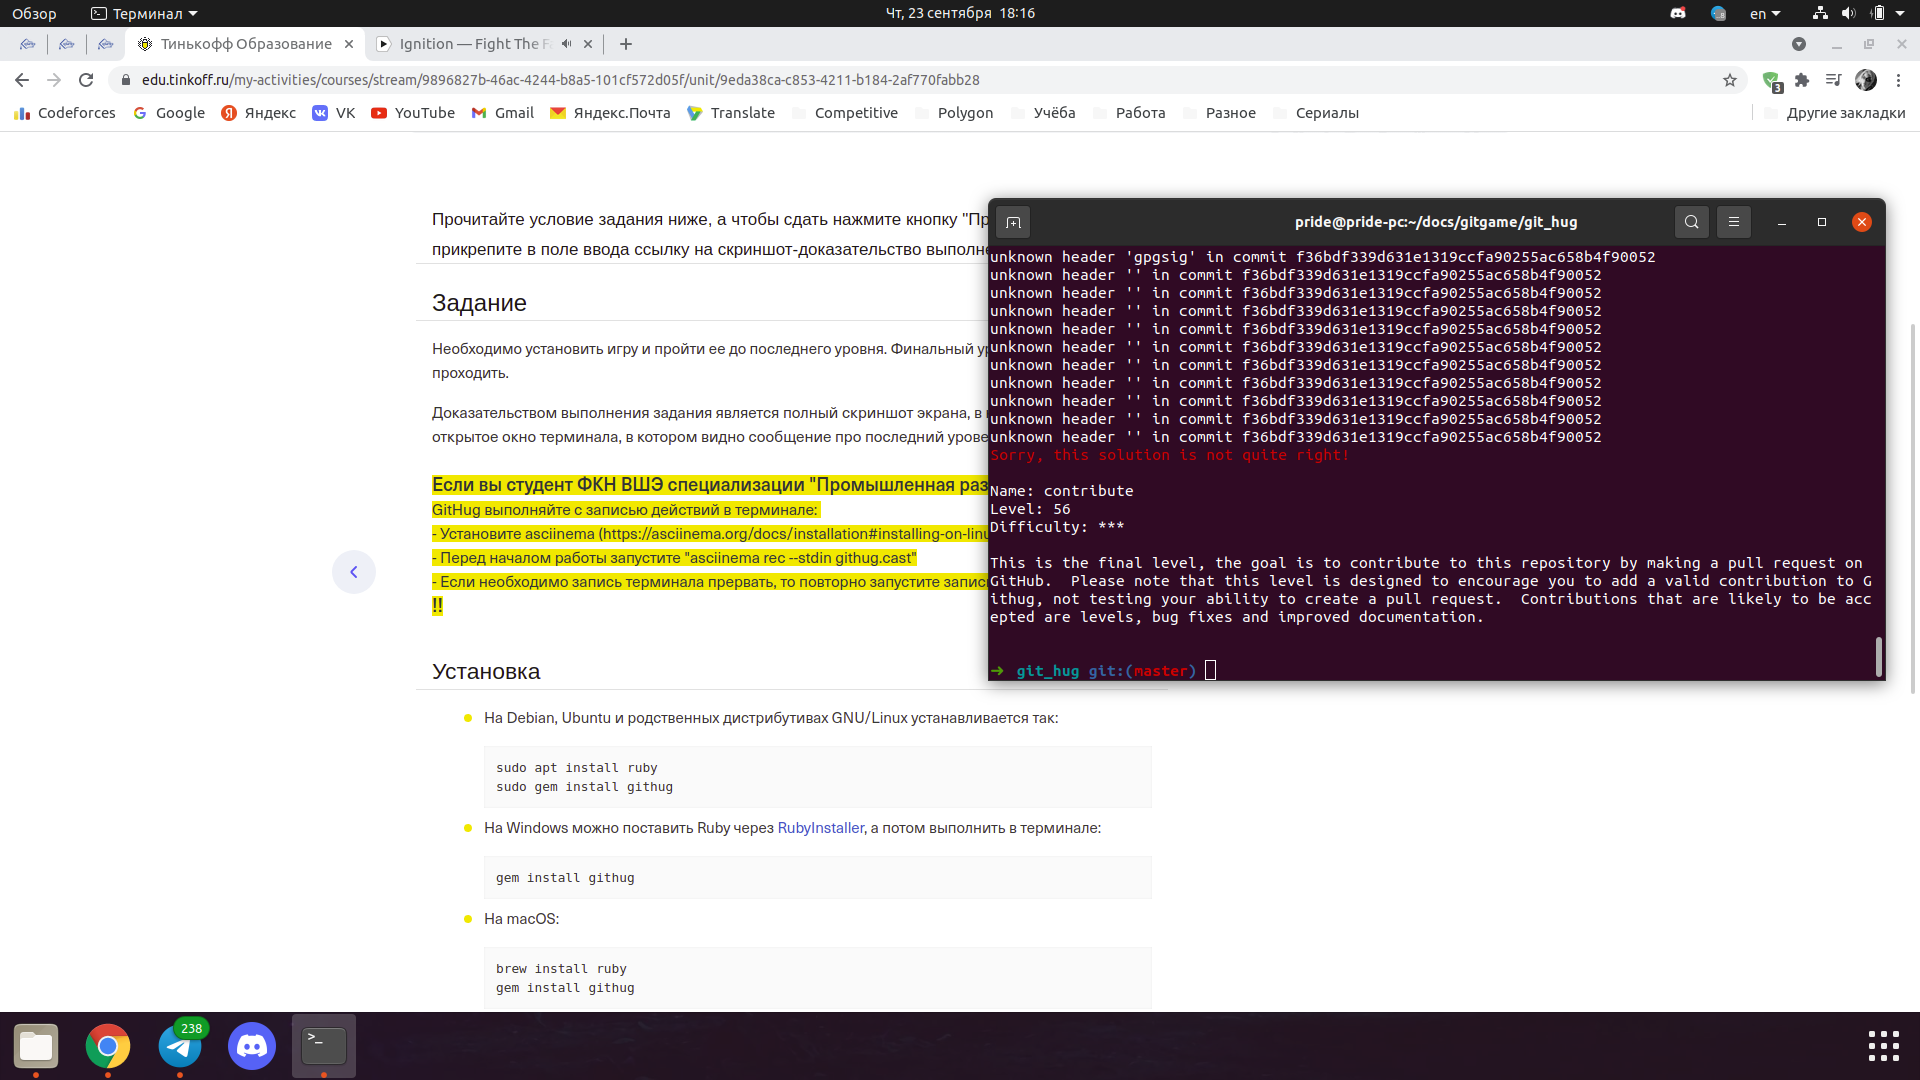 Обзор
Терминал
Чт, 23 сентября 18:16
en
Тинькофф Образование
Ignition — Fight The F
edu.tinkoff.ru/my-activities/courses/stream/9896827b-46ac-4244-b8a5-101cf572d05f/unit/9eda38ca-c853-4211-b184-2af770fabb28
3
Codeforces
Google
Яндекс
VK
YouTube
Gmail
Яндекс.Почта
Translate
Competitive
Polygon
Учёба
Работа
Разное
Сериалы
Другие закладки
Прочитайте условие задания ниже, а чтобы сдать нажмите кнопку "Пр
прикрепите в поле ввода ссылку на скриншот-доказательство выполне
Задание
Необходимо установить игру и пройти ее до последнего уровня. Финальный ур
проходить.
Доказательством выполнения задания является полный скриншот экрана, в
открытое окно терминала, в котором видно сообщение про последний урове
Если вы студент ФКН ВШЭ специализации "Промышленная раз
GitHug выполняйте с записью действий в терминале:
- Установите asciinema (https://asciinema.org/docs/installation#installing-on-linu
- Перед началом работы запустите "asciinema rec --stdin githug.cast"
- Если необходимо запись терминала прервать, то повторно запустите запис
!!
Установка
На Debian, Ubuntu и родственных дистрибутивах GNU/Linux устанавливается так:
sudo apt install ruby
sudo gem install githug
На Windows можно поставить Ruby через RubyInstaller, а потом выполнить в терминале:
gem install githug
На macOS:
brew install ruby
gem install githug
pride@pride-pc:~/docs/gitgame/git_hug
unknown header 'gpgsig' in commit f36bdf339d631e1319ccfa90255ac658b4f90052
unknown header '' in commit f36bdf339d631e1319ccfa90255ac658b4f90052
unknown header '' in commit f36bdf339d631e1319ccfa90255ac658b4f90052
unknown header '' in commit f36bdf339d631e1319ccfa90255ac658b4f90052
unknown header '' in commit f36bdf339d631e1319ccfa90255ac658b4f90052
unknown header '' in commit f36bdf339d631e1319ccfa90255ac658b4f90052
unknown header '' in commit f36bdf339d631e1319ccfa90255ac658b4f90052
unknown header '' in commit f36bdf339d631e1319ccfa90255ac658b4f90052
unknown header '' in commit f36bdf339d631e1319ccfa90255ac658b4f90052
unknown header '' in commit f36bdf339d631e1319ccfa90255ac658b4f90052
unknown header '' in commit f36bdf339d631e1319ccfa90255ac658b4f90052
Sorry, this solution is not quite right!
Name: contribute
Level: 56
Difficulty: ***
This is the final level, the goal is to contribute to this repository by making a pull request on
GitHub.  Please note that this level is designed to encourage you to add a valid contribution to G
ithug, not testing your ability to create a pull request.  Contributions that are likely to be acc
epted are levels, bug fixes and improved documentation.
➜  git_hug git:(master)
238
>_